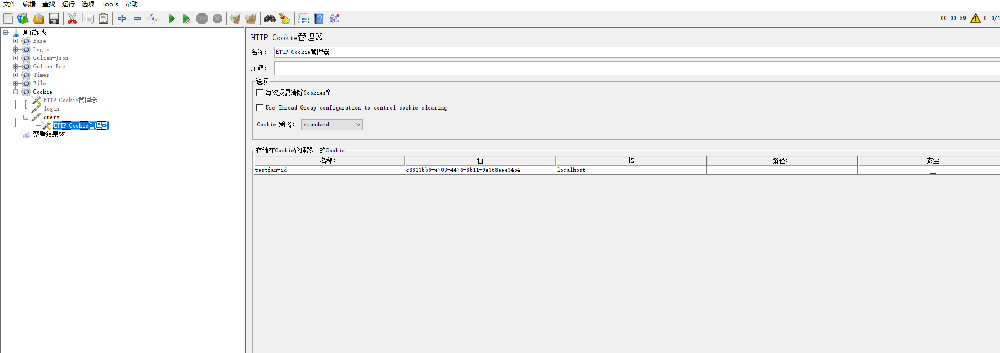 文件 编辑 查找 运行 选项 Tools 帮助
STOP
00:00:59 0 0/1
测试计划
Base
Logic
Gulian-Json
Gulian-Reg
Timer
File
Cookie
HTTP Cookie管理器
login
query
HTTP Cookie管理器
察看结果树
HTTP Cookie管理器
名称： HTTP Cookie管理器
注释：
选项
每次反复清除Cookies?
Use Thread Group configuration to control cookie clearing
Cookie 策略： standard
存储在Cookie管理器中的Cookie
名称： 值 域 路径： 安全
testfan-id c8823bb6-e703-4476-8b11-9e368eee3454 localhost